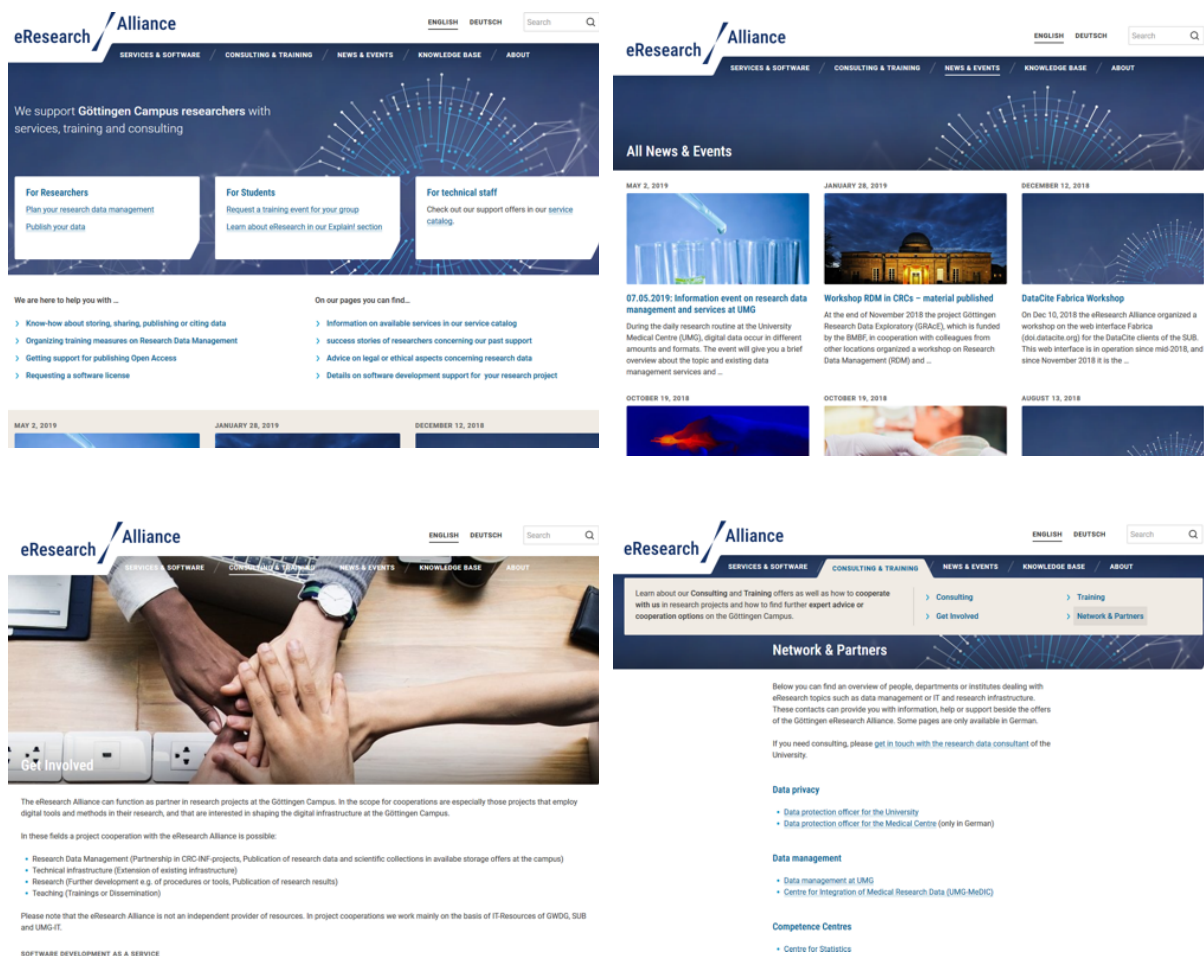 eResearch Alliance
ENGLISH DEUTSCH Search
SERVICES & SOFTWARE / CONSULTING & TRAINING / NEWS & EVENTS / KNOWLEDGE BASE / ABOUT
We support Göttingen Campus researchers with
services, training and consulting
For Researchers
Plan your research data management
Publish your data
For Students
Request a training event for your group
Learn about eResearch in our Explain! section
For technical staff
Check out our support offers in our service
catalog.
We are here to help you with ...
Know-how about storing, sharing, publishing or citing data
Organizing training measures on Research Data Management
Getting support for publishing Open Access
Requesting a software license
On our pages you can find...
Information on available services in our service catalog
success stories of researchers concerning our past support
Advice on legal or ethical aspects concerning research data
Details on software development support for your research project
MAY 2, 2019
JANUARY 28, 2019
DECEMBER 12, 2018
eResearch Alliance
ENGLISH DEUTSCH Search
SERVICES & SOFTWARE / CONSULTING & TRAINING / NEWS & EVENTS / KNOWLEDGE BASE / ABOUT
All News & Events
MAY 2, 2019
07.05.2019: Information event on research data
management and services at UMG
During the daily research routine at the University
Medical Centre (UMG), digital data occur in different
amounts and formats. The event will give you a brief
overview about the topic and existing data
management services and ...
JANUARY 28, 2019
Workshop RDM in CRCs – material published
At the end of November 2018 the project Göttingen
Research Data Exploratory (GRAcE), which is funded
by the BMBF, in cooperation with colleagues from
other locations organized a workshop on Research
Data Management (RDM) and ...
DECEMBER 12, 2018
DataCite Fabrica Workshop
On Dec 10, 2018 the eResearch Alliance organized a
workshop on the web interface Fabrica
(doi.datacite.org) for the DataCite clients of the SUB.
This web interface is in operation since mid-2018, and
since November 2018 it is the ...
OCTOBER 19, 2018
OCTOBER 19, 2018
AUGUST 13, 2018
eResearch Alliance
ENGLISH DEUTSCH Search
SERVICES & SOFTWARE / CONSULTING & TRAINING / NEWS & EVENTS / KNOWLEDGE BASE / ABOUT
Get Involved
The eResearch Alliance can function as partner in research projects at the Göttingen Campus. In the scope for cooperations are especially those projects that employ
digital tools and methods in their research, and that are interested in shaping the digital infrastructure at the Göttingen Campus.
In these fields a project cooperation with the eResearch Alliance is possible:
• Research Data Management (Partnership in CRC-INF-projects, Publication of research data and scientific collections in availabe storage offers at the campus)
• Technical infrastructure (Extension of existing infrastructure)
• Research (Further development e.g. of procedures or tools, Publication of research results)
• Teaching (Trainings or Dissemination)
Please note that the eResearch Alliance is not an independent provider of resources. In project cooperations we work mainly on the basis of IT-Resources of GWDG, SUB
and UMG-IT.
SOFTWARE DEVELOPMENT AS A SERVICE
eResearch Alliance
ENGLISH DEUTSCH Search
SERVICES & SOFTWARE / CONSULTING & TRAINING / NEWS & EVENTS / KNOWLEDGE BASE / ABOUT
Learn about our Consulting and Training offers as well as how to cooperate
with us in research projects and how to find further expert advice or
cooperation options on the Göttingen Campus.
Consulting
Get Involved
Training
Network & Partners
Network & Partners
Below you can find an overview of people, departments or institutes dealing with
eResearch topics such as data management or IT and research infrastructure.
These contacts can provide you with information, help or support beside the offers
of the Göttingen eResearch Alliance. Some pages are only available in German.
If you need consulting, please get in touch with the research data consultant of the
University.
Data privacy
• Data protection officer for the University
• Data protection officer for the Medical Centre (only in German)
Data management
• Data management at UMG
• Centre for Integration of Medical Research Data (UMG-MeDIC)
Competence Centres
• Centre for Statistics